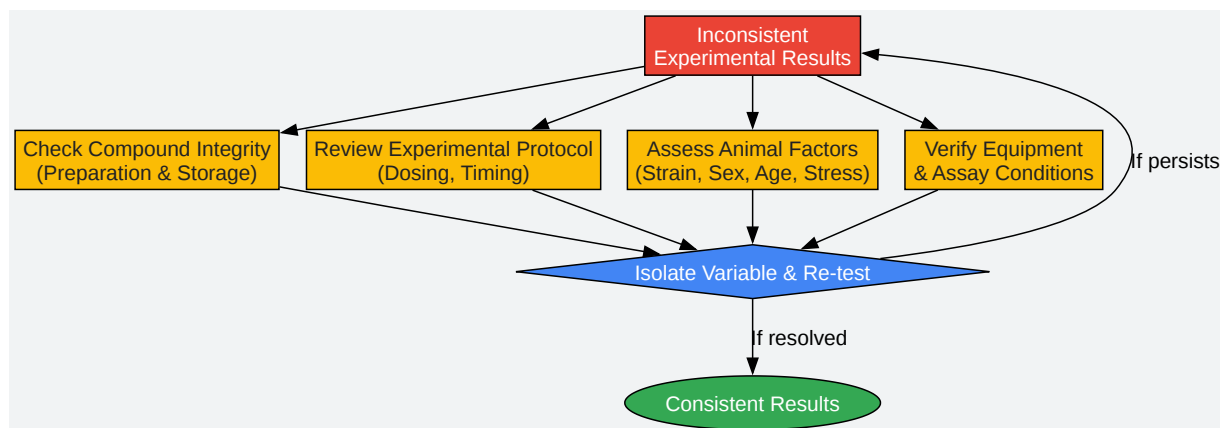 Inconsistent
Experimental Results
Check Compound Integrity
(Preparation & Storage)
Review Experimental Protocol
(Dosing, Timing)
Assess Animal Factors
(Strain, Sex, Age, Stress)
Verify Equipment
& Assay Conditions
If persists
Isolate Variable & Re-test
If resolved
Consistent Results